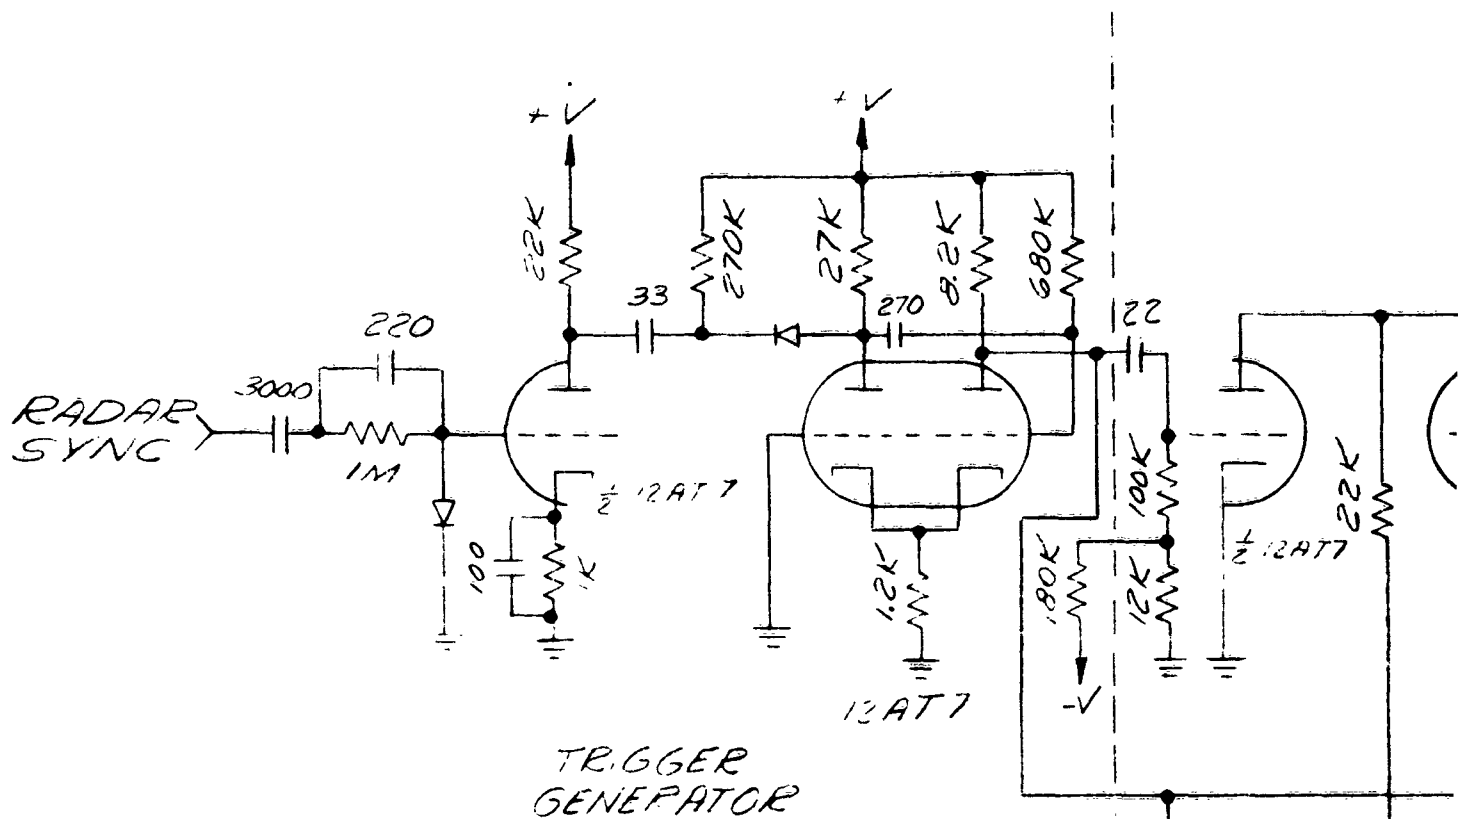 +V
+V
22K
270K
27K
8.2K
680K
33
270
22
220
3000
RADAR
SYNC
1M
½ 12AT7
100
1K
1.2K
180K
100K
12K
22K
½ 12AT7
-V
12AT7
TRIGGER
GENERATOR